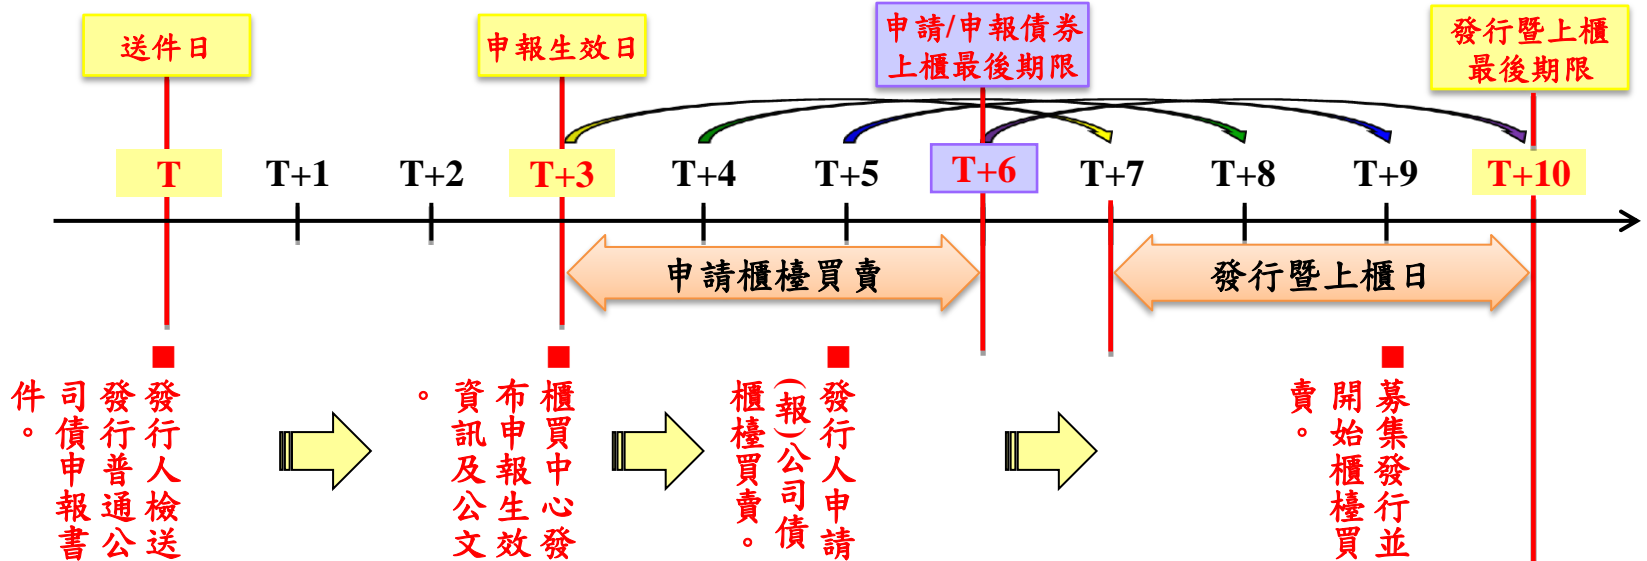 送件日
申報生效日
申請/申報債券
上櫃最後期限
發行暨上櫃
最後期限
T
T+1
T+2
T+3
T+4
T+5
T+6
T+7
T+8
T+9
T+10
申請櫃檯買賣
發行暨上櫃日
■發行人檢送
發行普通公
司債申報書
件。
■櫃買中心發
布申報生效
資訊及公文
。
■發行人申請
(報)公司債
櫃檯買賣。
■募集發行並
開始櫃檯買
賣。